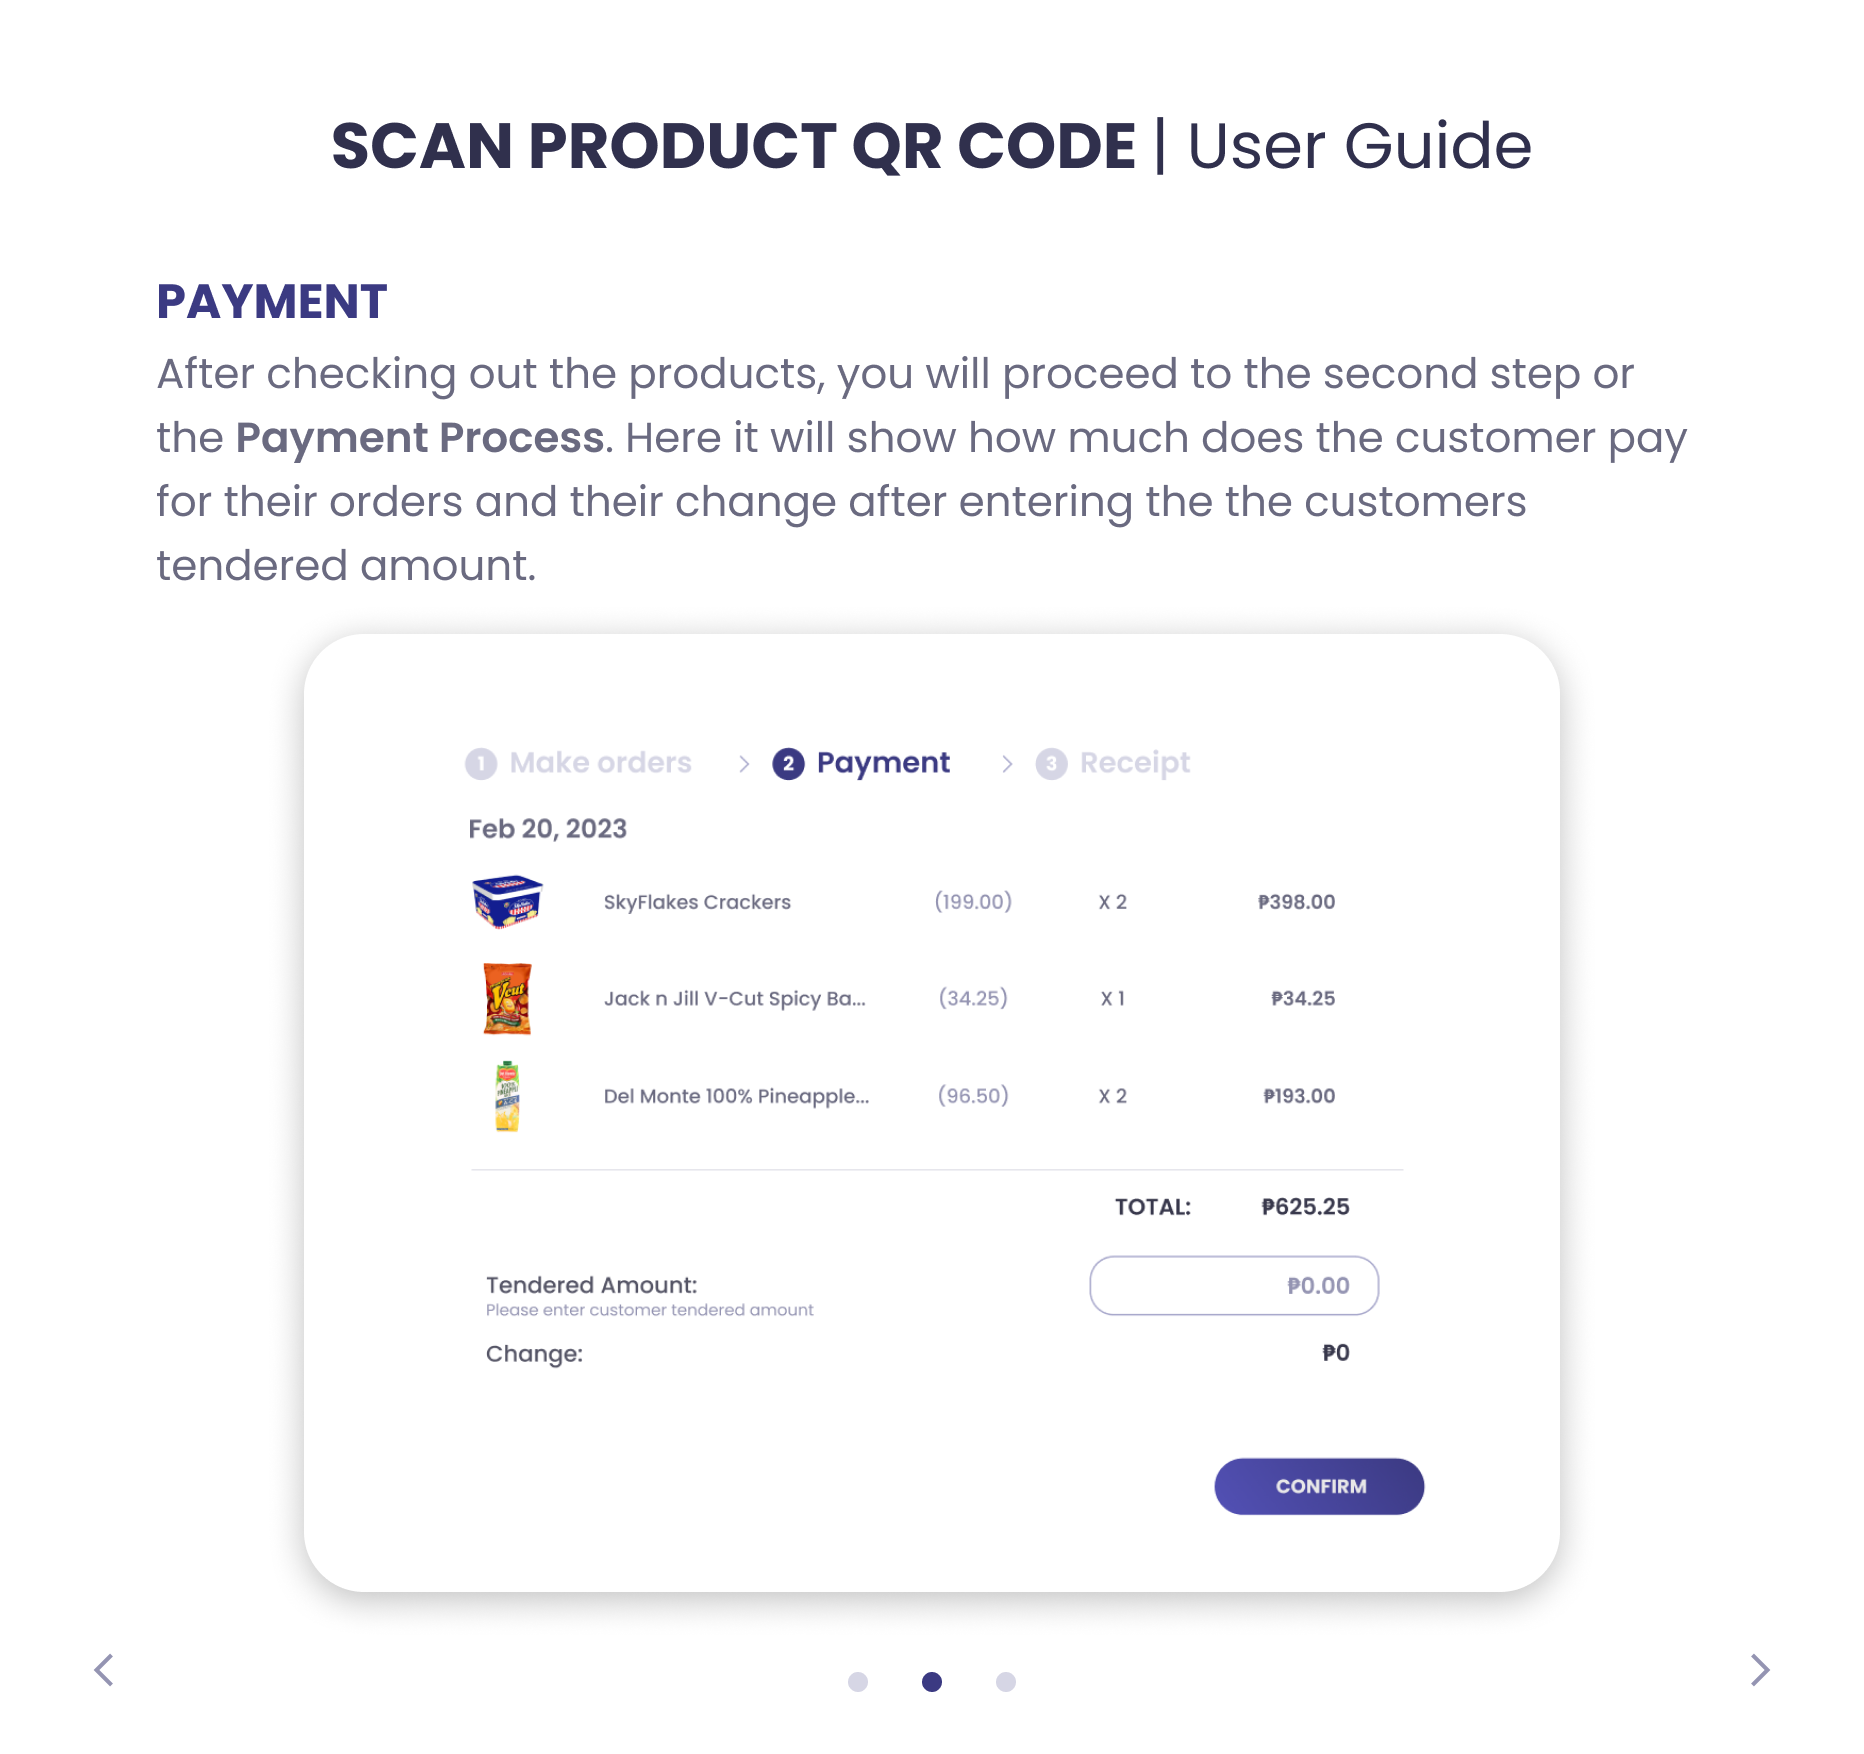 SCAN PRODUCT QR CODE | User Guide
PAYMENT
After checking out the products, you will proceed to the second step or
the Payment Process. Here it will show how much does the customer pay
for their orders and their change after entering the the customers
tendered amount.
1 Make orders > 2 Payment > 3 Receipt
Feb 20, 2023
SkyFlakes Crackers (199.00) X 2 ₱398.00
Jack n Jill V-Cut Spicy Ba... (34.25) X 1 ₱34.25
Vcut
Del Monte 100% Pineapple... (96.50) X 2 ₱193.00
TOTAL: ₱625.25
Tendered Amount: ₱0.00
Please enter customer tendered amount
Change: ₱0
CONFIRM